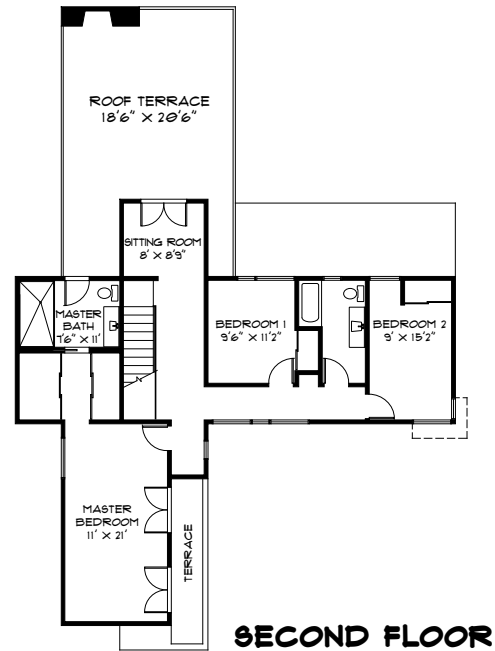 ROOF TERRACE
18'6" X 20'6"
SITTING ROOM
8' X 8'9"
MASTER
BATH
7'6" X 11'
BEDROOM 1
9'6" X 11'2"
BEDROOM 2
9' X 15'2"
MASTER
BEDROOM
11' X 21'
TERRACE
SECOND FLOOR